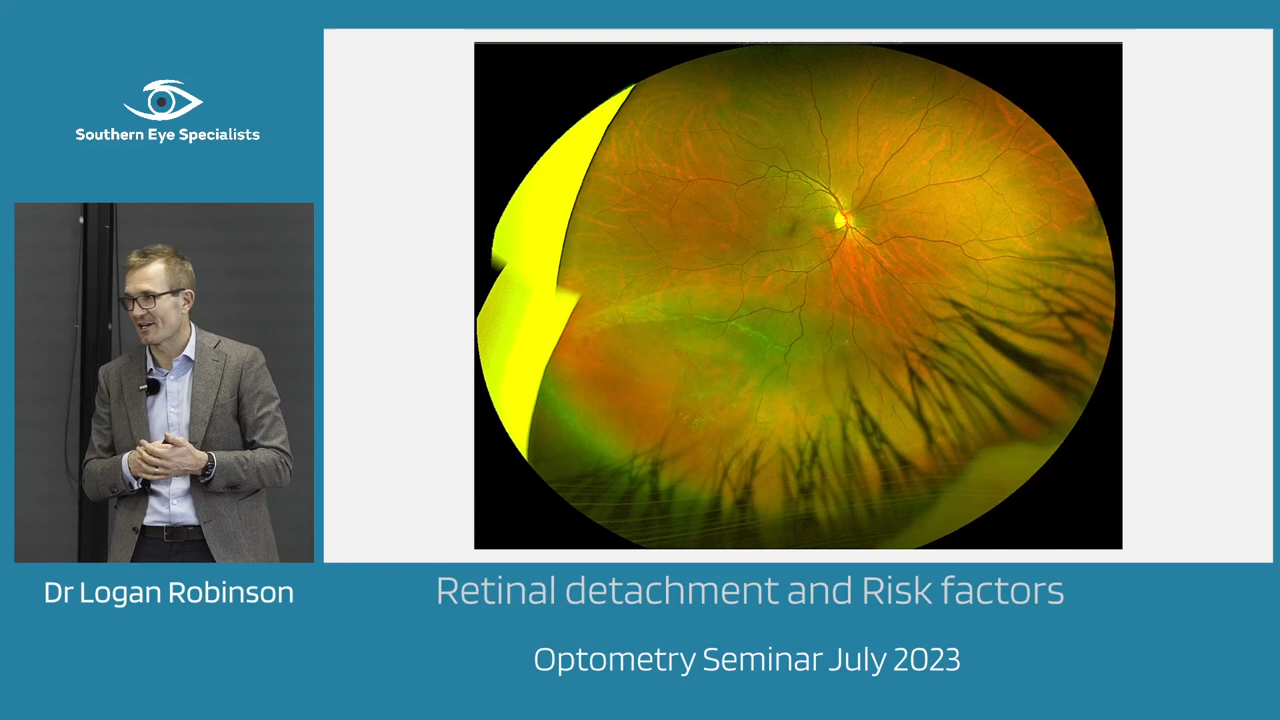 Southern Eye Specialists
Dr Logan Robinson
Retinal detachment and Risk factors
Optometry Seminar July 2023